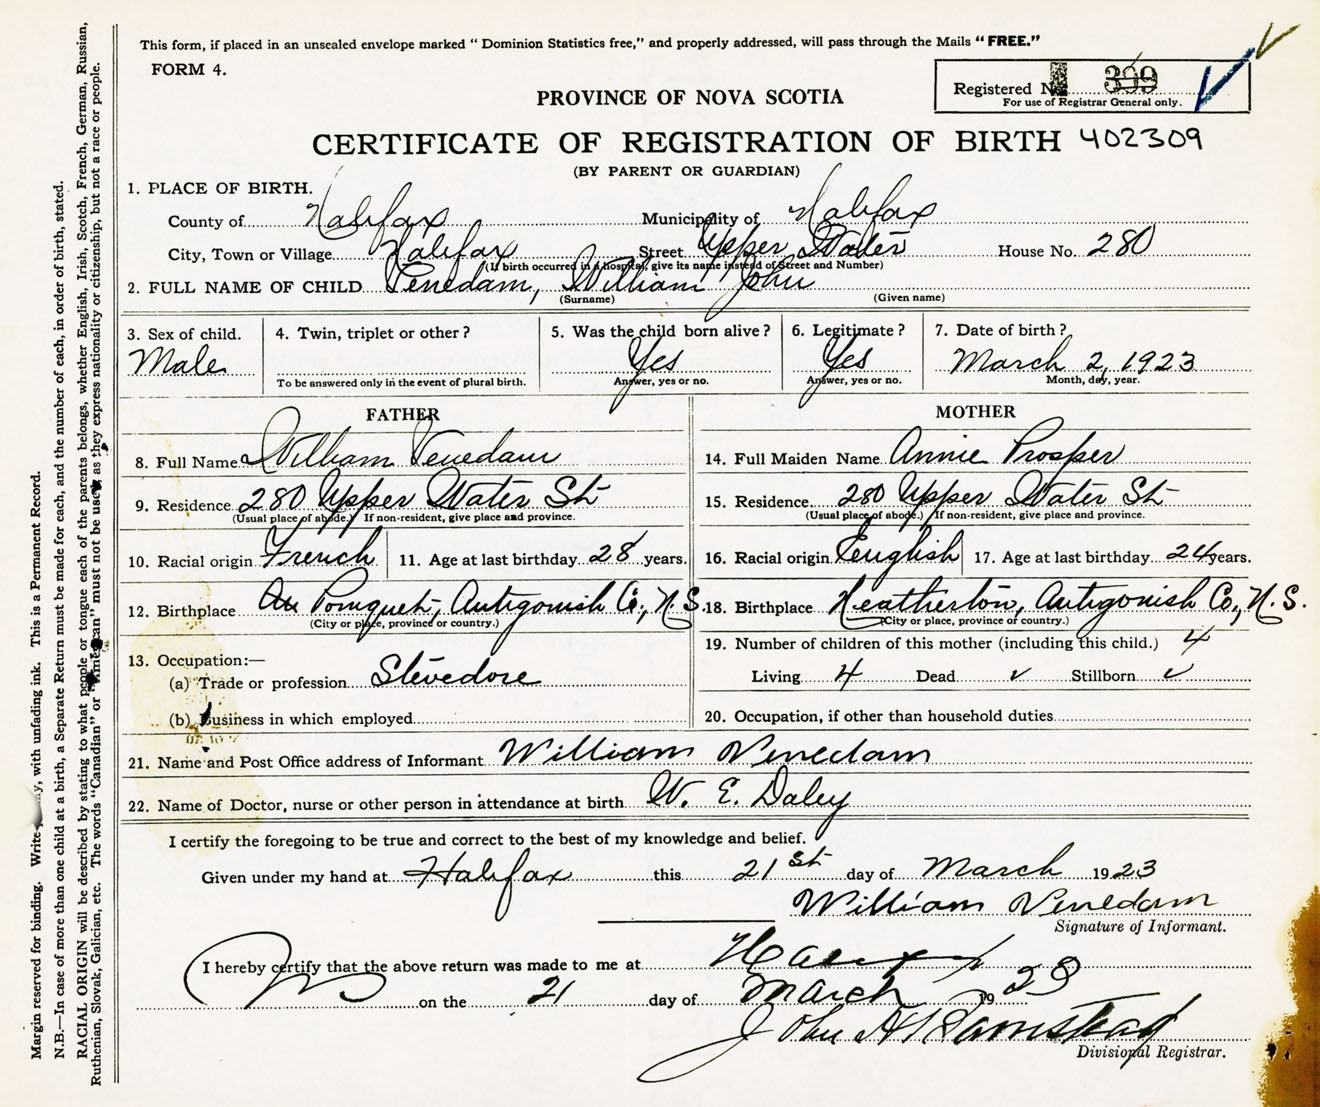 This form, if placed in an unsealed envelope marked "Dominion Statistics free," and properly addressed, will pass through the Mails "FREE."
FORM 4.
Registered No. 399
For use of Registrar General only.
PROVINCE OF NOVA SCOTIA
CERTIFICATE OF REGISTRATION OF BIRTH 402309
(BY PARENT OR GUARDIAN)
1. PLACE OF BIRTH.
County of Halifax Municipality of Halifax
City, Town or Village Halifax Street Upper Water House No. 280
(If birth occurred in a hospital, give its name instead of Street and Number)
2. FULL NAME OF CHILD Venedam, William John
(Surname) (Given name)
3. Sex of child. 4. Twin, triplet or other? 5. Was the child born alive? 6. Legitimate? 7. Date of birth?
Male Yes Yes March 2, 1923
To be answered only in the event of plural birth. Answer, yes or no. Answer, yes or no. Month, day, year.
FATHER
8. Full Name William Venedam
9. Residence 280 Upper Water St
(Usual place of abode.) If non-resident, give place and province.
10. Racial origin French 11. Age at last birthday 28 years.
12. Birthplace Au Pomquet, Antigonish Co., N.S.
(City or place, province or country.)
13. Occupation:—
(a) Trade or profession Stevedore
(b) Business in which employed
MOTHER
14. Full Maiden Name Annie Prosper
15. Residence 280 Upper Water St
(Usual place of abode.) If non-resident, give place and province.
16. Racial origin English 17. Age at last birthday 24 years.
18. Birthplace Heatherton, Antigonish Co., N.S.
(City or place, province or country.)
19. Number of children of this mother (including this child.) 4
Living 4 Dead ✓ Stillborn ✓
20. Occupation, if other than household duties
21. Name and Post Office address of Informant William Venedam
22. Name of Doctor, nurse or other person in attendance at birth W. E. Daley
I certify the foregoing to be true and correct to the best of my knowledge and belief.
Given under my hand at Halifax this 21st day of March 1923
William Venedam
Signature of Informant.
I hereby certify that the above return was made to me at Halifax
on the 21 day of March 1923
John A
Divisional Registrar.
Margin reserved for binding. Write with unfading ink. This is a Permanent Record.
N.B.—In case of more than one child at a birth, a Separate Return must be made for each, and the number of each, in order of birth, stated.
RACIAL ORIGIN will be described by stating to what people or tongue each of the parents belongs, whether English, Irish, Scotch, French, German, Russian,
Ruthenian, Slovak, Galician, etc. The words "Canadian" or "American" must not be used, as they express nationality or citizenship, but not a race or people.